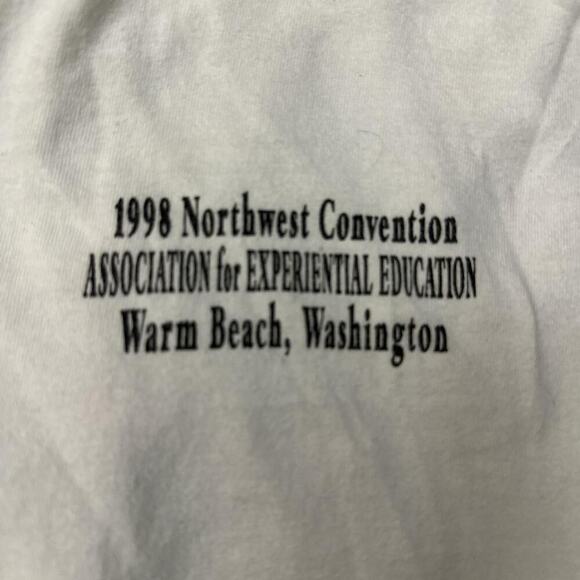 1998 Northwest Convention
ASSOCIATION for EXPERIENTIAL EDUCATION
Warm Beach, Washington